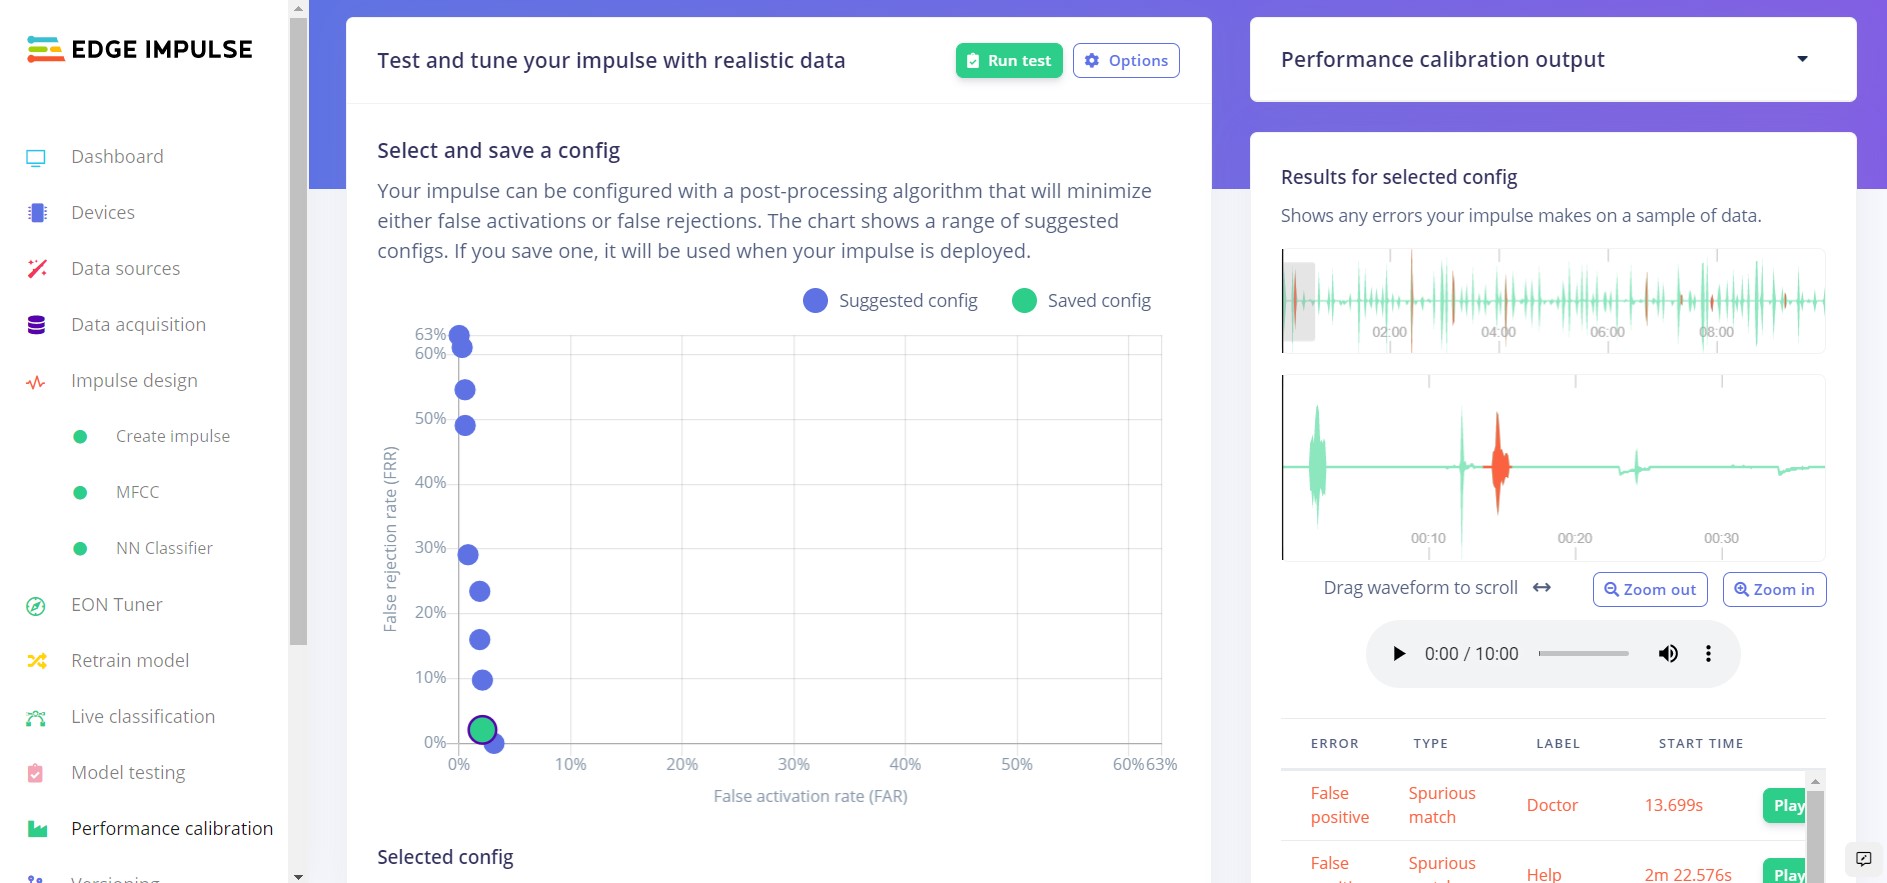 EDGE IMPULSE
Dashboard
Devices
Data sources
Data acquisition
Impulse design
Create impulse
MFCC
NN Classifier
EON Tuner
Retrain model
Live classification
Model testing
Performance calibration
Versioning
Test and tune your impulse with realistic data
Run test
Options
Select and save a config
Your impulse can be configured with a post-processing algorithm that will minimize
either false activations or false rejections. The chart shows a range of suggested
configs. If you save one, it will be used when your impulse is deployed.
Suggested config
Saved config
63%
60%
50%
40%
30%
20%
10%
0%
False rejection rate (FRR)
0% 10% 20% 30% 40% 50% 60% 63%
False activation rate (FAR)
Selected config
Performance calibration output
Results for selected config
Shows any errors your impulse makes on a sample of data.
02:00 04:00 06:00 08:00
00:10 00:20 00:30
Drag waveform to scroll
Zoom out
Zoom in
0:00 / 10:00
ERROR TYPE LABEL START TIME
False positive Spurious match Doctor 13.699s Play
False Spurious Help 2m 22.576s Play